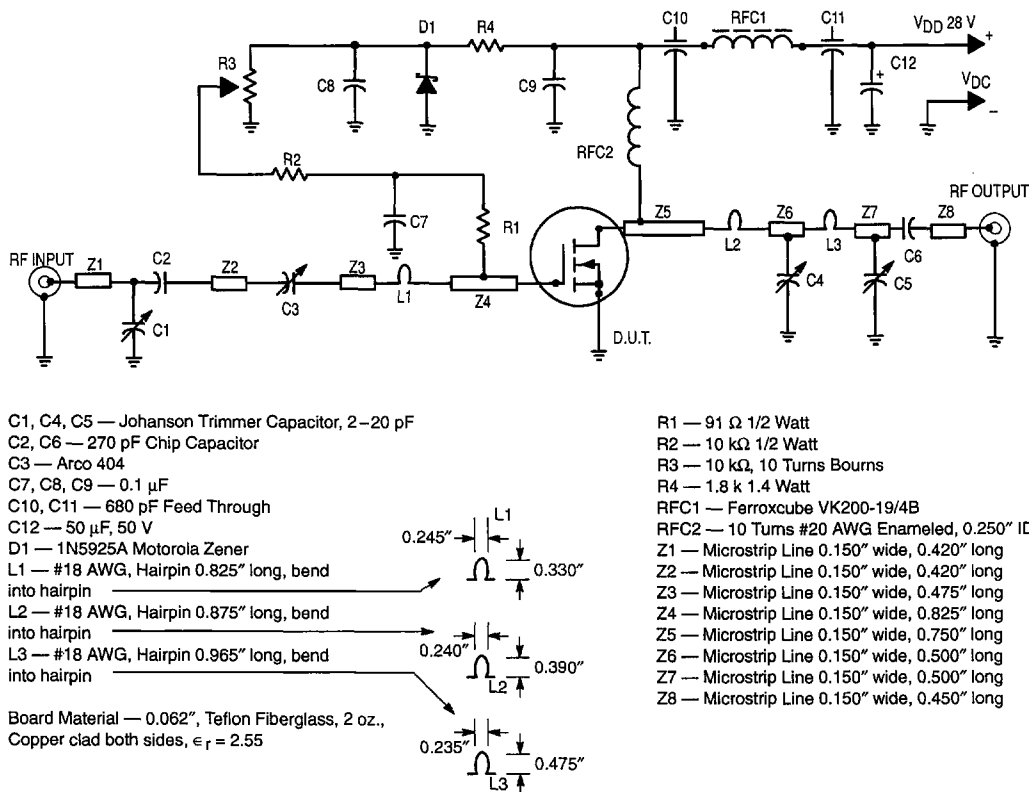 C10 RFC1 C11
D1 R4 VDD 28 V
+
R3 C8 C9 C12 +
VDC
–
RFC2
R2
C7 R1
RF OUTPUT
Z5 Z6 Z7 Z8
L2 L3 C6
RF INPUT
Z1 C2 Z2 Z3
L1 Z4
C3 C4 C5
C1
D.U.T.
C1, C4, C5 — Johanson Trimmer Capacitor, 2–20 pF
C2, C6 — 270 pF Chip Capacitor
C3 — Arco 404
C7, C8, C9 — 0.1 µF
C10, C11 — 680 pF Feed Through
C12 — 50 µF, 50 V
D1 — 1N5925A Motorola Zener
L1 — #18 AWG, Hairpin 0.825″ long, bend
into hairpin
L2 — #18 AWG, Hairpin 0.875″ long, bend
into hairpin
L3 — #18 AWG, Hairpin 0.965″ long, bend
into hairpin
Board Material — 0.062″, Teflon Fiberglass, 2 oz.,
Copper clad both sides, εr = 2.55
L1
0.245″
0.330″
0.240″
0.390″
L2
0.235″
0.475″
L3
R1 — 91 Ω 1/2 Watt
R2 — 10 kΩ 1/2 Watt
R3 — 10 kΩ, 10 Turns Bourns
R4 — 1.8 k 1.4 Watt
RFC1 — Ferroxcube VK200-19/4B
RFC2 — 10 Turns #20 AWG Enameled, 0.250″ ID
Z1 — Microstrip Line 0.150″ wide, 0.420″ long
Z2 — Microstrip Line 0.150″ wide, 0.420″ long
Z3 — Microstrip Line 0.150″ wide, 0.475″ long
Z4 — Microstrip Line 0.150″ wide, 0.825″ long
Z5 — Microstrip Line 0.150″ wide, 0.750″ long
Z6 — Microstrip Line 0.150″ wide, 0.500″ long
Z7 — Microstrip Line 0.150″ wide, 0.500″ long
Z8 — Microstrip Line 0.150″ wide, 0.450″ long